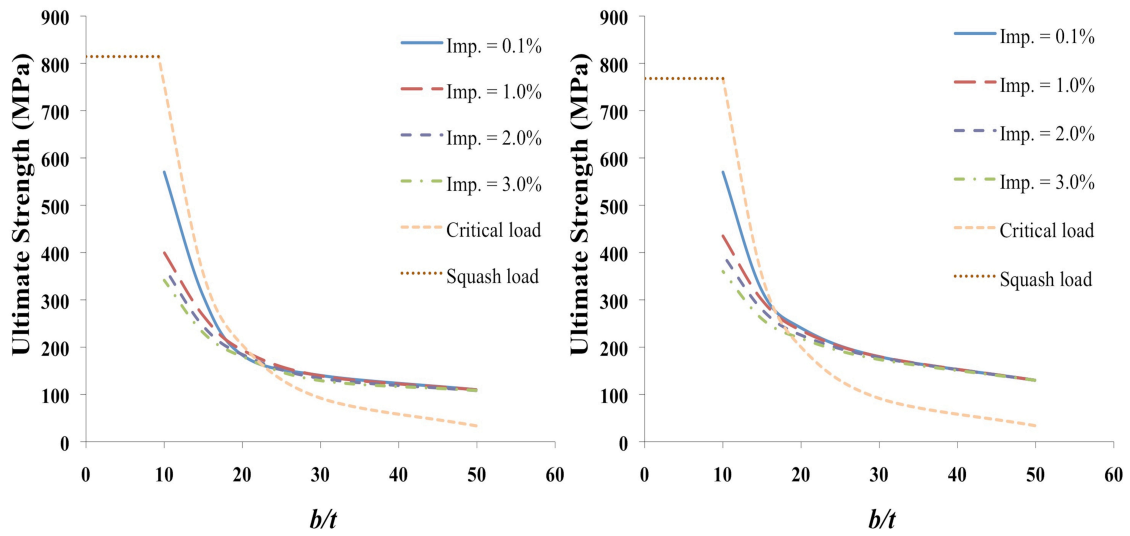 900
800
700
600
500
400
300
200
100
0
Ultimate Strength (MPa)
Imp. = 0.1%
Imp. = 1.0%
Imp. = 2.0%
Imp. = 3.0%
Critical load
Squash load
0 10 20 30 40 50 60
b/t
900
800
700
600
500
400
300
200
100
0
Ultimate Strength (MPa)
Imp. = 0.1%
Imp. = 1.0%
Imp. = 2.0%
Imp. = 3.0%
Critical load
Squash load
0 10 20 30 40 50 60
b/t